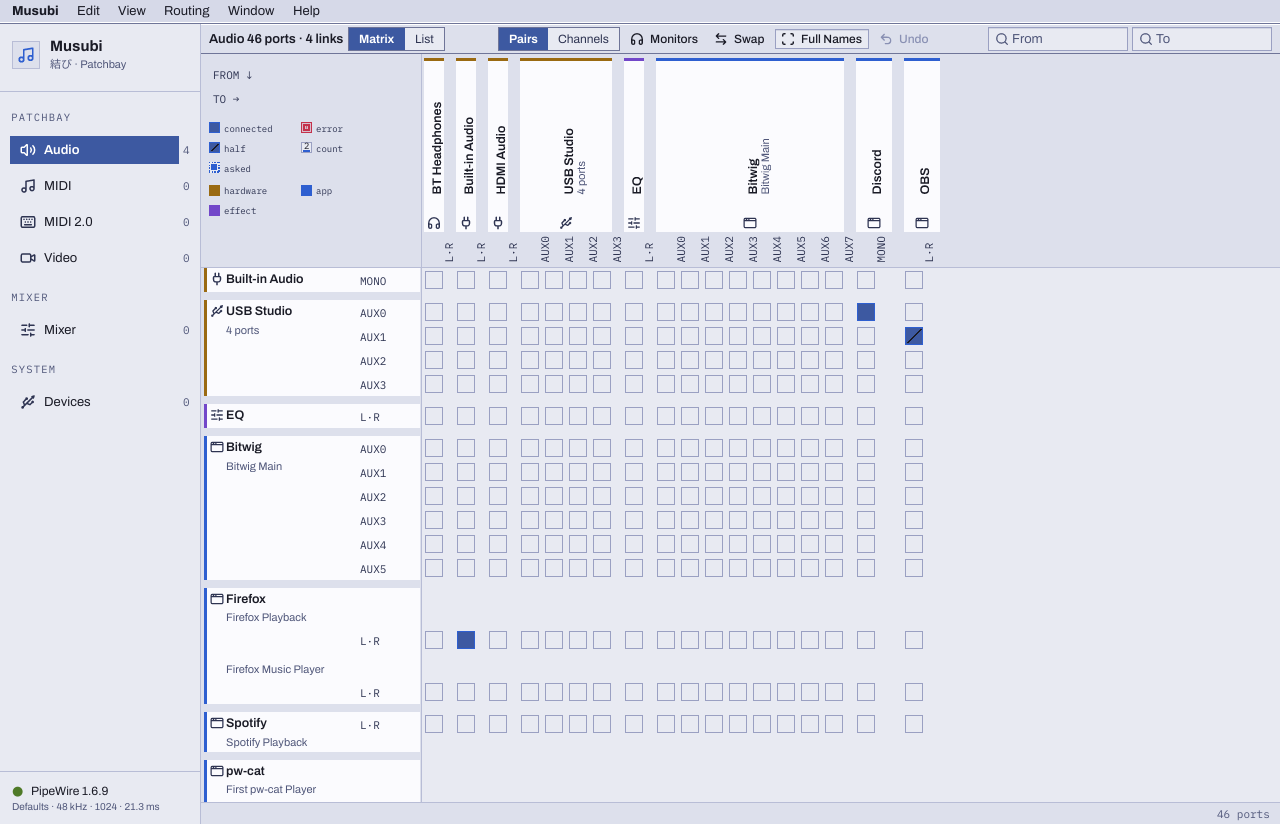 Musubi Edit View Routing Window Help
Musubi
結び · Patchbay
Audio 46 ports · 4 links Matrix List Pairs Channels Monitors Swap Full Names Undo From To
PATCHBAY
Audio 4
MIDI 0
MIDI 2.0 0
Video 0
MIXER
Mixer 0
SYSTEM
Devices 0
PipeWire 1.6.9
Defaults · 48 kHz · 1024 · 21.3 ms
FROM ↓
TO →
connected error
half 2 count
asked
hardware app
effect
BT Headphones
L·R
Built-in Audio
L·R
HDMI Audio
L·R
USB Studio
4 ports
AUX0 AUX1 AUX2 AUX3
EQ
L·R
Bitwig
Bitwig Main
AUX0 AUX1 AUX2 AUX3 AUX4 AUX5 AUX6 AUX7
Discord
MONO
OBS
L·R
Built-in Audio MONO
USB Studio AUX0
4 ports
AUX1
AUX2
AUX3
EQ L·R
Bitwig AUX0
Bitwig Main
AUX1
AUX2
AUX3
AUX4
AUX5
Firefox
Firefox Playback
L·R
Firefox Music Player
L·R
Spotify L·R
Spotify Playback
pw-cat
First pw-cat Player
46 ports